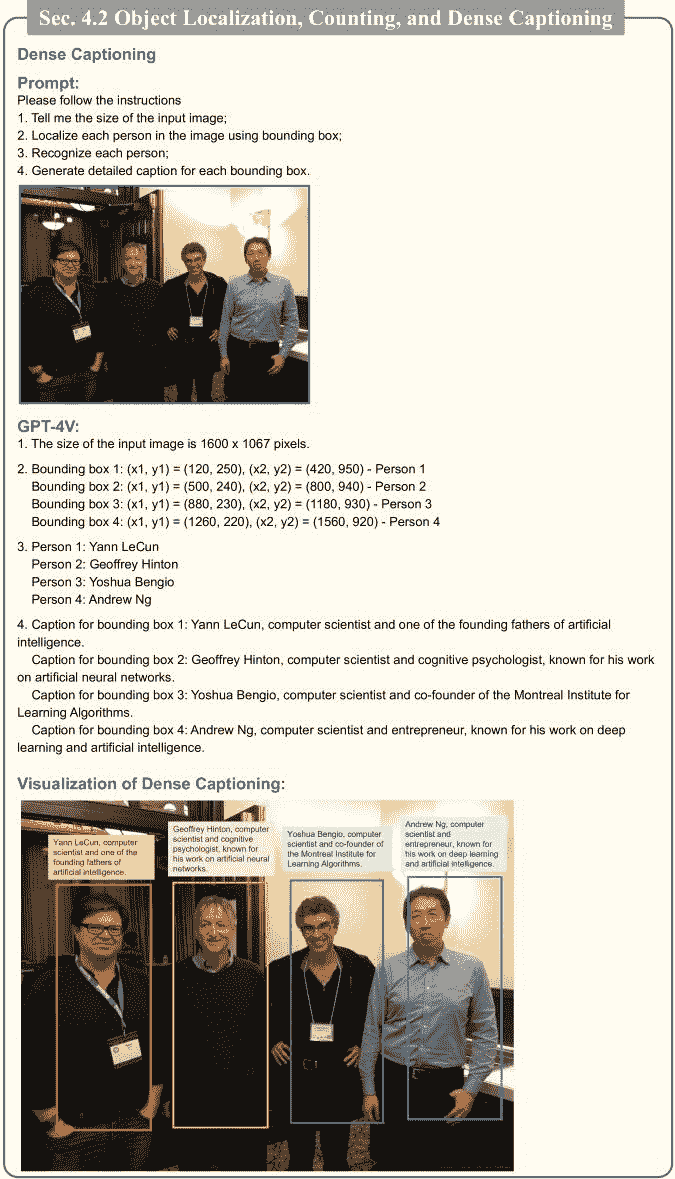 Sec. 4.2 Object Localization, Counting, and Dense Captioning
Dense Captioning
Prompt:
Please follow the instructions
1. Tell me the size of the input image;
2. Localize each person in the image using bounding box;
3. Recognize each person;
4. Generate detailed caption for each bounding box.
GPT-4V:
1. The size of the input image is 1600 x 1067 pixels.
2. Bounding box 1: (x1, y1) = (120, 250), (x2, y2) = (420, 950) - Person 1
Bounding box 2: (x1, y1) = (500, 240), (x2, y2) = (800, 940) - Person 2
Bounding box 3: (x1, y1) = (880, 230), (x2, y2) = (1180, 930) - Person 3
Bounding box 4: (x1, y1) = (1260, 220), (x2, y2) = (1560, 920) - Person 4
3. Person 1: Yann LeCun
Person 2: Geoffrey Hinton
Person 3: Yoshua Bengio
Person 4: Andrew Ng
4. Caption for bounding box 1: Yann LeCun, computer scientist and one of the founding fathers of artificial
intelligence.
Caption for bounding box 2: Geoffrey Hinton, computer scientist and cognitive psychologist, known for his work
on artificial neural networks.
Caption for bounding box 3: Yoshua Bengio, computer scientist and co-founder of the Montreal Institute for
Learning Algorithms.
Caption for bounding box 4: Andrew Ng, computer scientist and entrepreneur, known for his work on deep
learning and artificial intelligence.
Visualization of Dense Captioning:
Yann LeCun, computer
scientist and one of the
founding fathers of
artificial intelligence.
Geoffrey Hinton, computer
scientist and cognitive
psychologist, known for
his work on artificial neural
networks.
Yoshua Bengio, computer
scientist and co-founder of
the Montreal Institute for
Learning Algorithms.
Andrew Ng, computer
scientist and
entrepreneur, known for
his work on deep learning
and artificial intelligence.